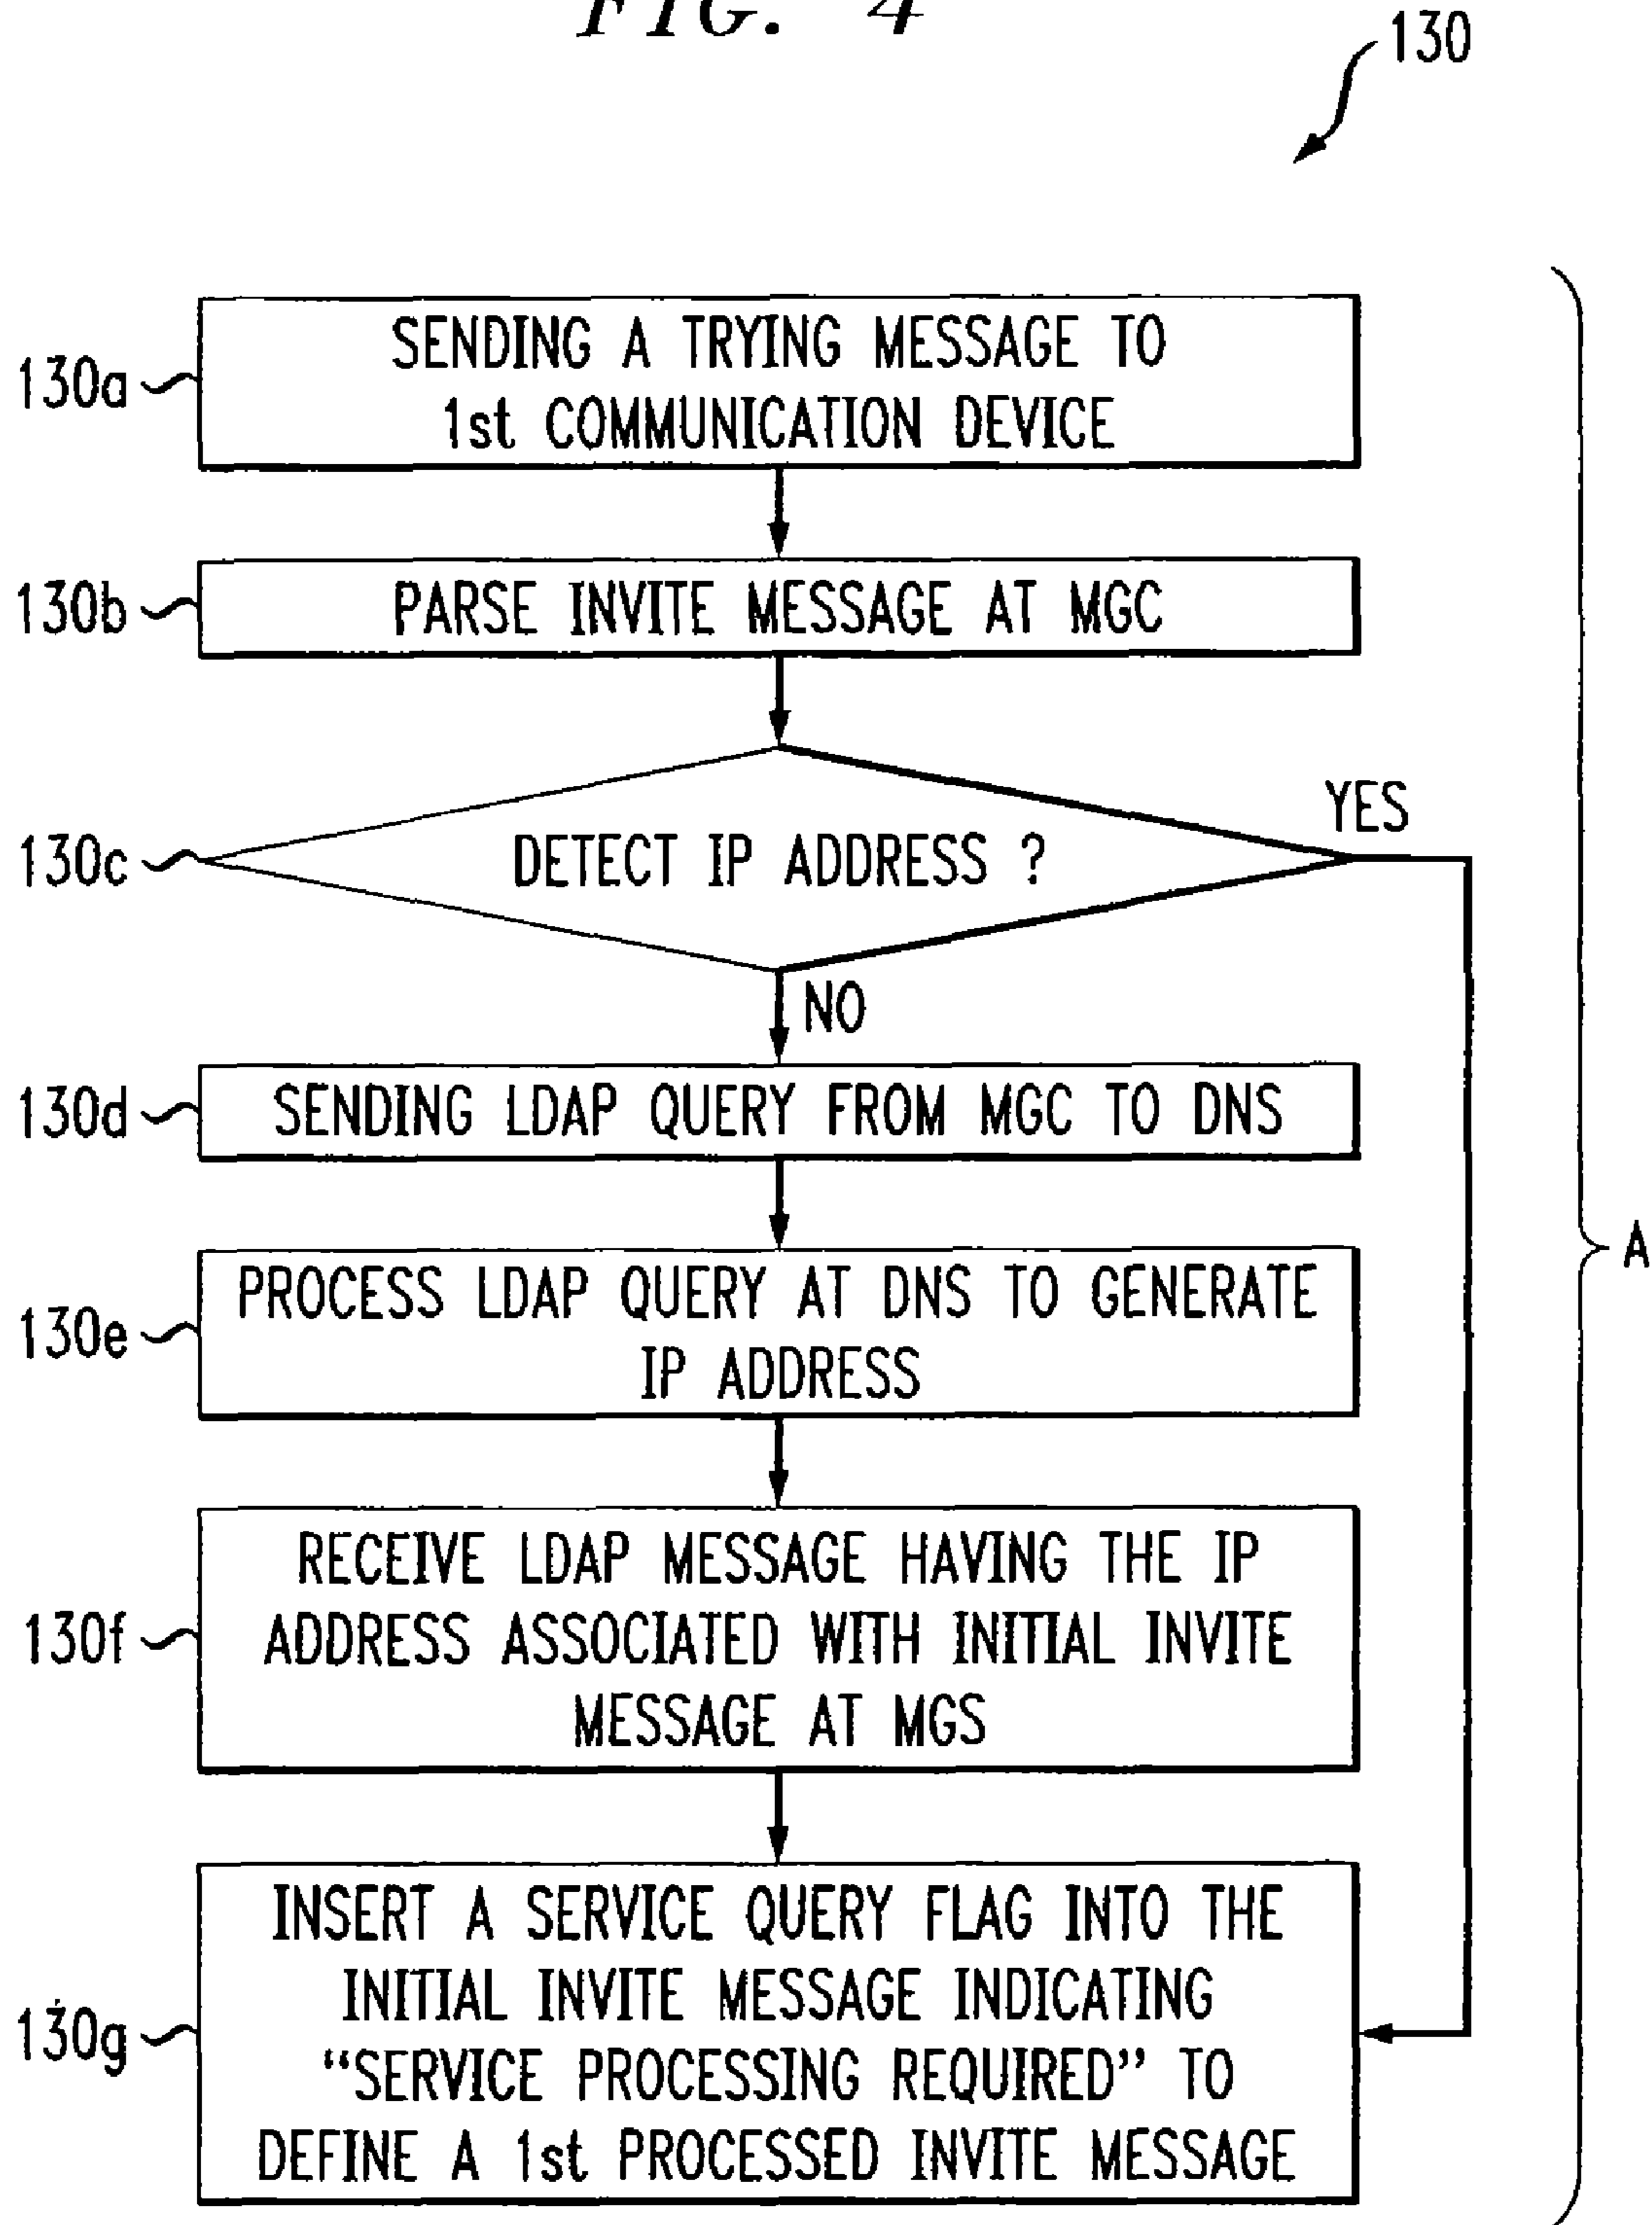 FIG. 4
130
130a
SENDING A TRYING MESSAGE TO
1st COMMUNICATION DEVICE
130b
PARSE INVITE MESSAGE AT MGC
130c
DETECT IP ADDRESS ?
YES
NO
130d
SENDING LDAP QUERY FROM MGC TO DNS
130e
PROCESS LDAP QUERY AT DNS TO GENERATE
IP ADDRESS
A
130f
RECEIVE LDAP MESSAGE HAVING THE IP
ADDRESS ASSOCIATED WITH INITIAL INVITE
MESSAGE AT MGS
130g
INSERT A SERVICE QUERY FLAG INTO THE
INITIAL INVITE MESSAGE INDICATING
“SERVICE PROCESSING REQUIRED” TO
DEFINE A 1st PROCESSED INVITE MESSAGE